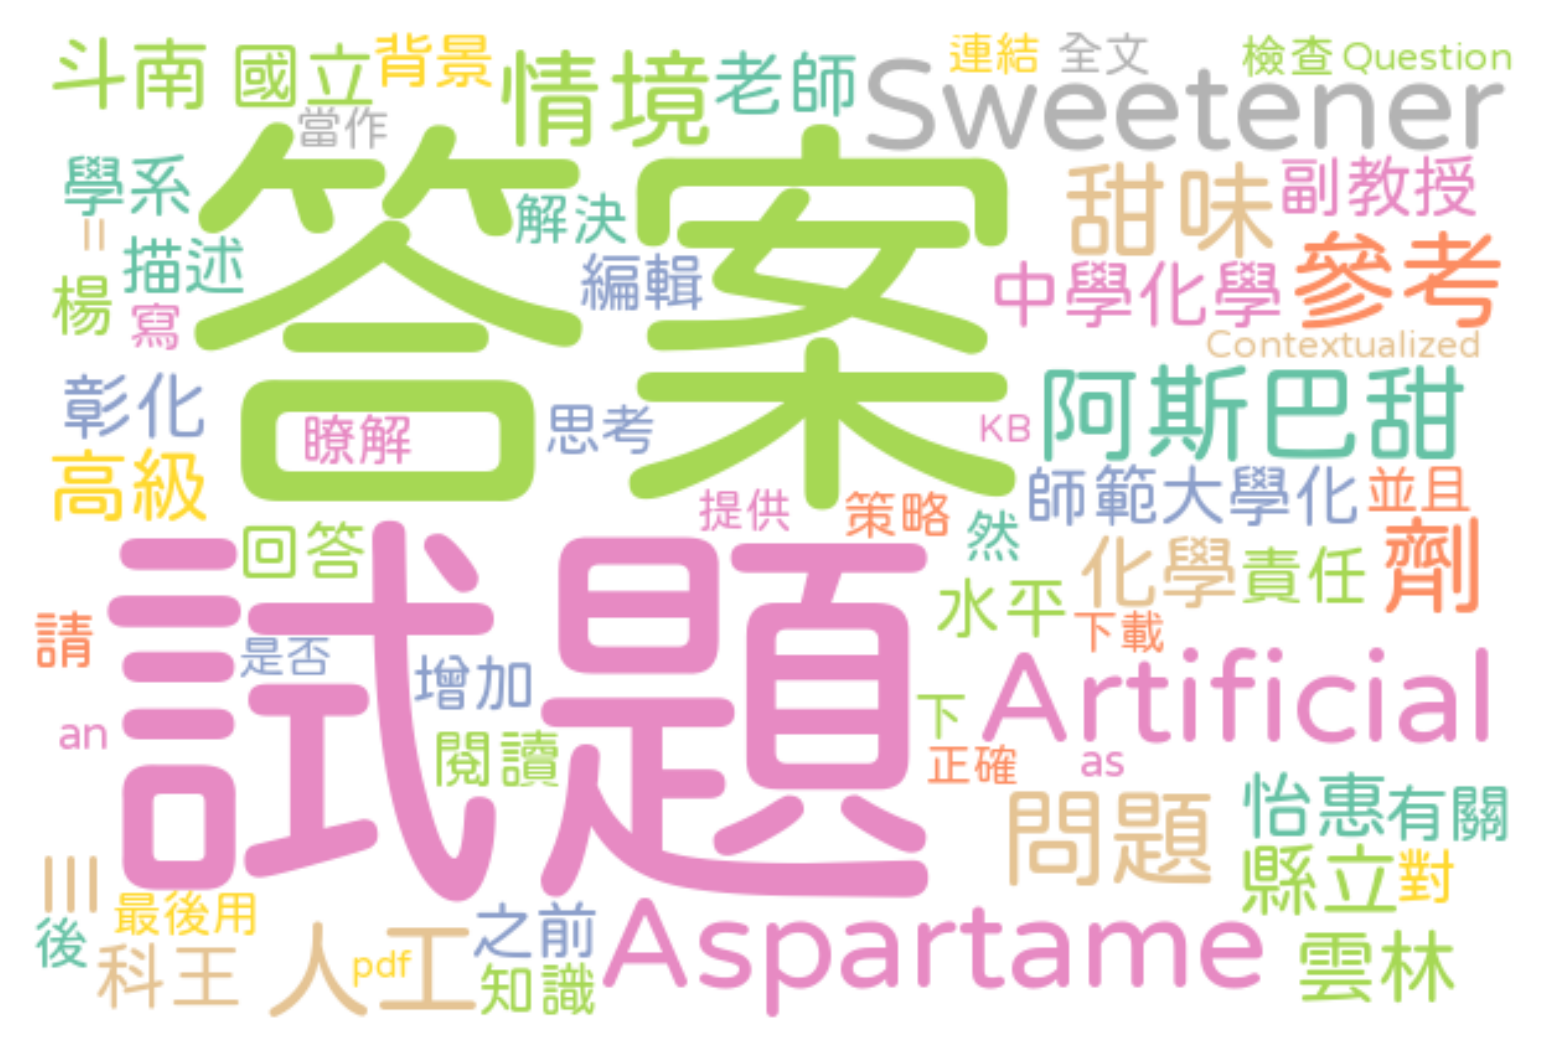 斗南
國立
背景
情境
老師
Sweetener
連結
全文
檢查
Question
當作
答案
學系
解決
甜味
副教授
II
描述
編輯
中學化學
參考
楊
寫
Contextualized
彰化
瞭解
思考
KB
阿斯巴甜
高級
提供
策略
然
師範大學化
並且
回答
試題
水平
化學
責任
劑
請
是否
增加
下載
an
閱讀
下
Artificial
正確
as
問題
怡惠
有關
III
最後用
縣立
對
後
科王
人工
pdf
之前
知識
Aspartame
雲林